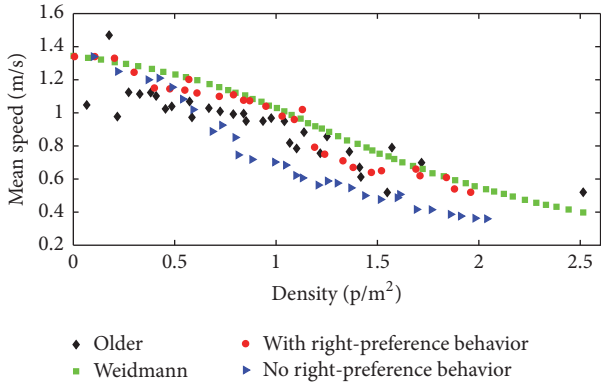 1.6
1.4
1.2
1
0.8
0.6
0.4
0.2
Mean speed (m/s)
0 0.5 1 1.5 2 2.5
Density (p/m²)
Older
With right-preference behavior
Weidmann
No right-preference behavior